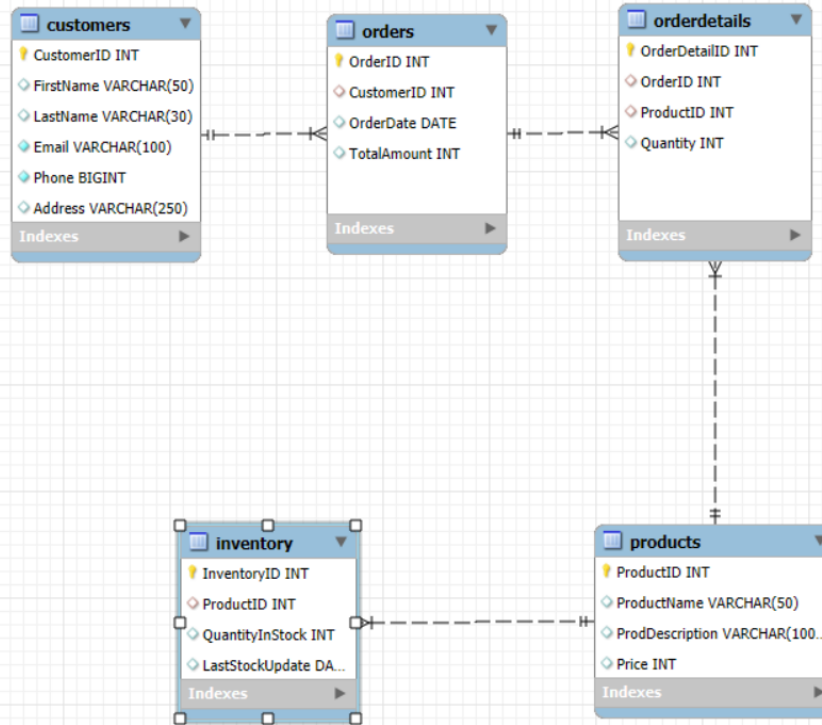 customers
CustomerID INT
FirstName VARCHAR(50)
LastName VARCHAR(30)
Email VARCHAR(100)
Phone BIGINT
Address VARCHAR(250)
Indexes
orders
OrderID INT
CustomerID INT
OrderDate DATE
TotalAmount INT
Indexes
orderdetails
OrderDetailID INT
OrderID INT
ProductID INT
Quantity INT
Indexes
inventory
InventoryID INT
ProductID INT
QuantityInStock INT
LastStockUpdate DA...
Indexes
products
ProductID INT
ProductName VARCHAR(50)
ProdDescription VARCHAR(100...
Price INT
Indexes